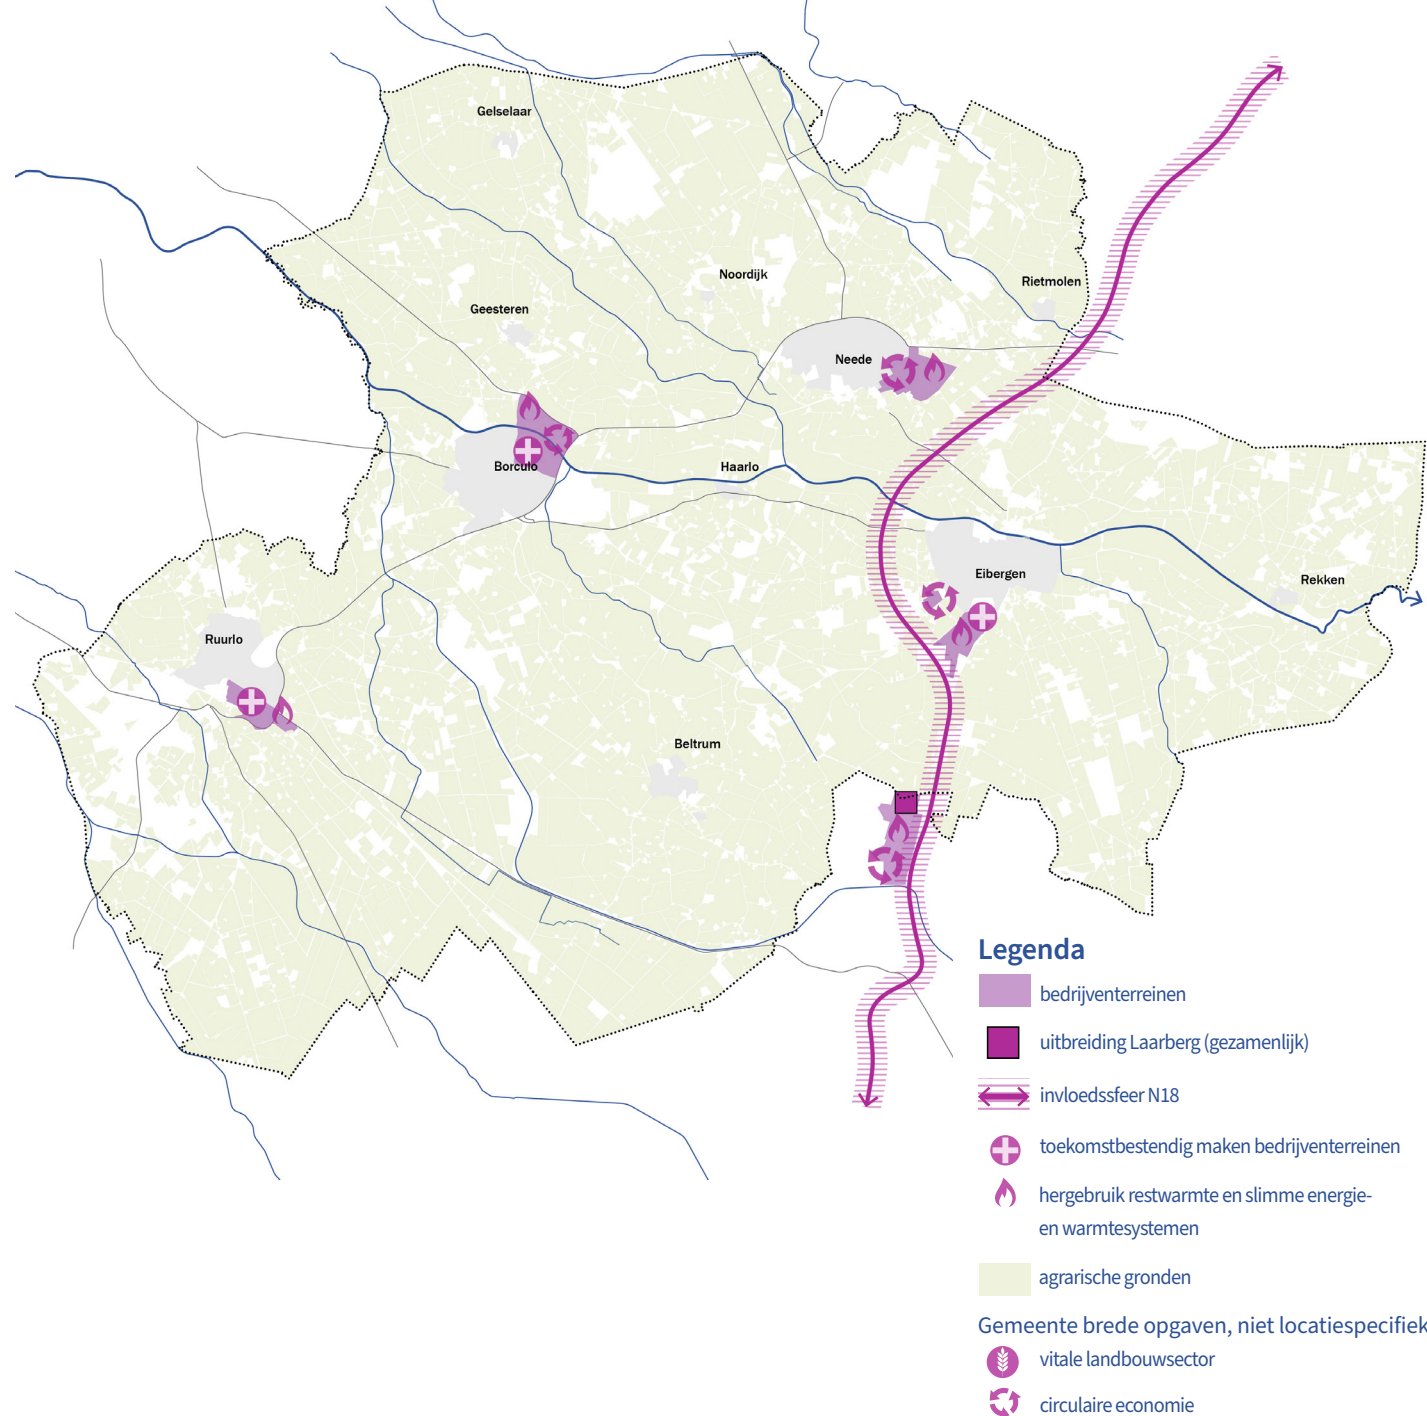 Gelselaar
Noordijk
Rietmolen
Geesteren
Neede
Borculo
Haarlo
Eibergen
Rekken
Ruurlo
Beltrum
Legenda
bedrijventerreinen
uitbreiding Laarberg (gezamenlijk)
invloedssfeer N18
toekomstbestendig maken bedrijventerreinen
hergebruik restwarmte en slimme energie-
en warmtesystemen
agrarische gronden
Gemeente brede opgaven, niet locatiespecifiek
vitale landbouwsector
circulaire economie